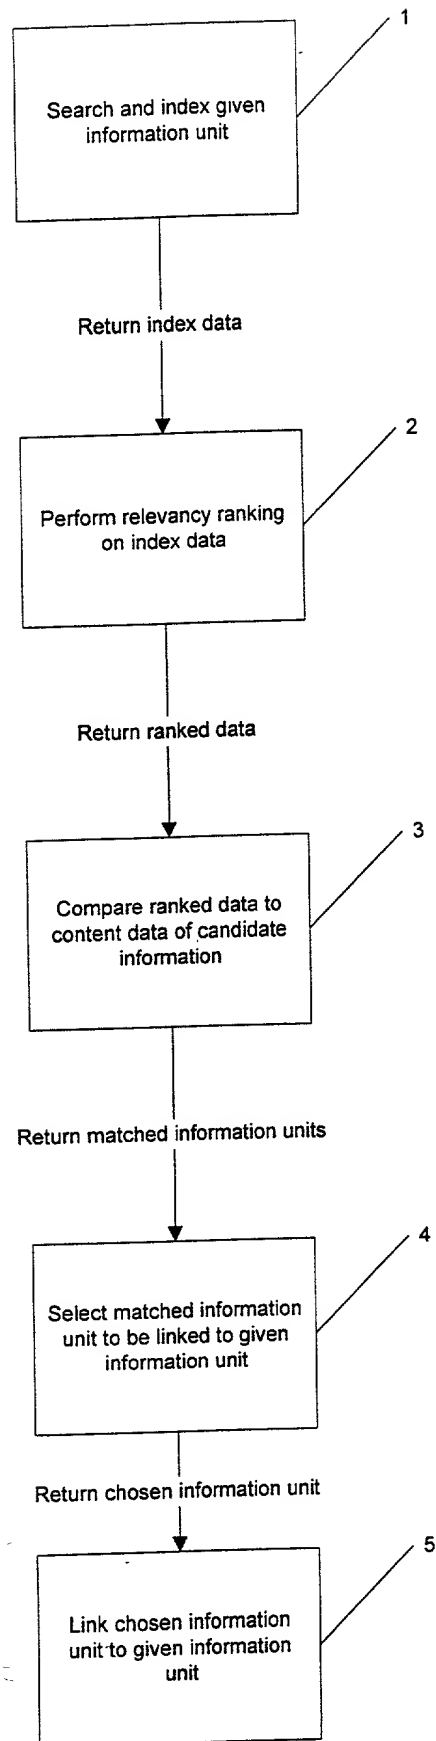 1
Search and index given
information unit
Return index data
2
Perform relevancy ranking
on index data
Return ranked data
3
Compare ranked data to
content data of candidate
information
Return matched information units
4
Select matched information
unit to be linked to given
information unit
Return chosen information unit
5
Link chosen information
unit to given information
unit